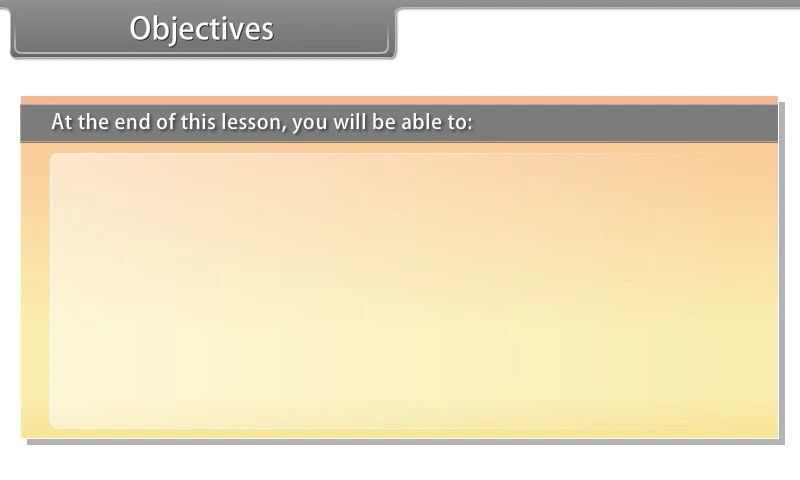 Objectives
At the end of this lesson, you will be able to: